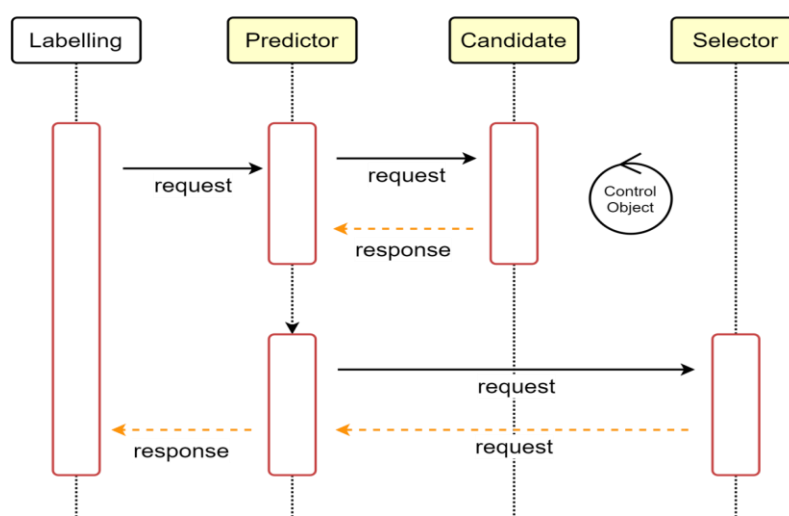 Labelling
Predictor
Candidate
Selector
request
request
Control
Object
response
request
request
response